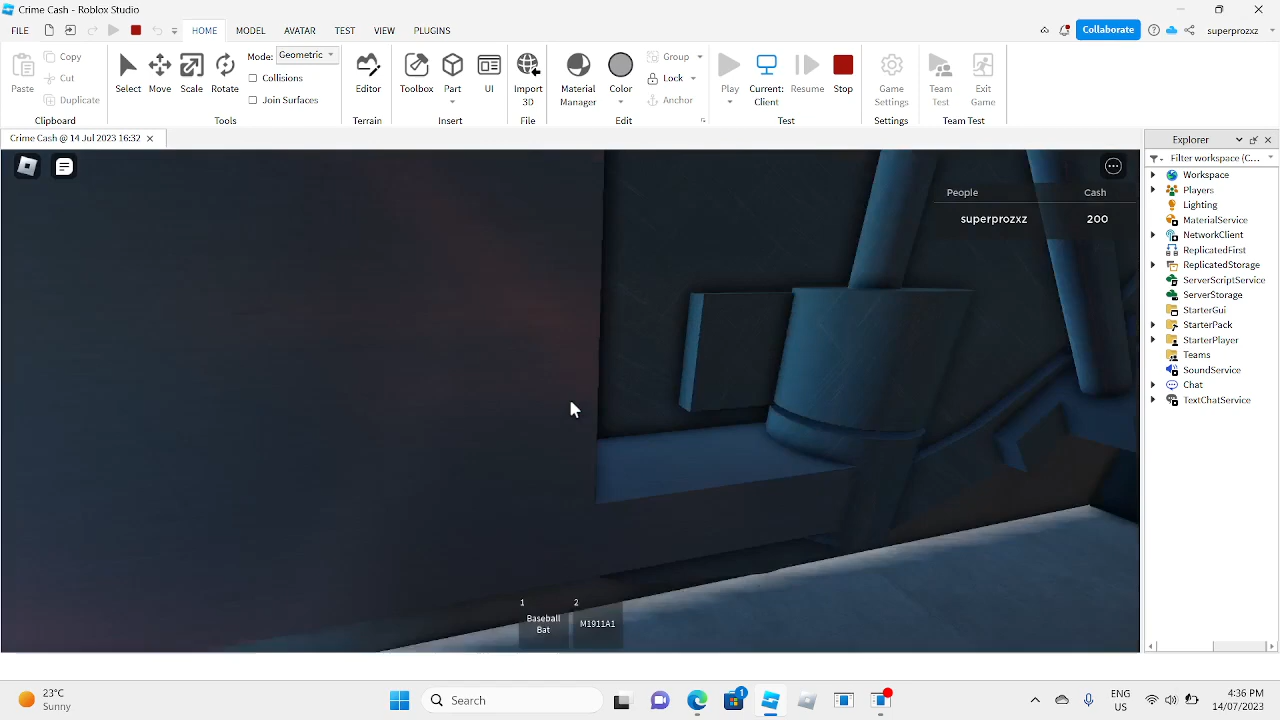 Crime Cash - Roblox Studio
FILE HOME MODEL AVATAR TEST VIEW PLUGINS Collaborate superprozxz
Paste Copy Cut Duplicate Clipboard
Select Move Scale Rotate Mode: Geometric Collisions Join Surfaces Tools
Editor Terrain
Toolbox Part UI Insert
Import 3D File
Material Manager Color Group Lock Anchor Edit
Play Current: Client Resume Stop Test
Game Settings Settings
Team Test Exit Game Team Test
Crime Cash @ 14 Jul 2023 16:32
People Cash
superprozxz 200
1 Baseball Bat
2 M1911A1
Explorer
Filter workspace (C...
Workspace
Players
Lighting
MaterialService
NetworkClient
ReplicatedFirst
ReplicatedStorage
ServerScriptService
ServerStorage
StarterGui
StarterPack
StarterPlayer
Teams
SoundService
Chat
TextChatService
23°C
Sunny
Search
1
ENG
US
4:36 PM
14/07/2023